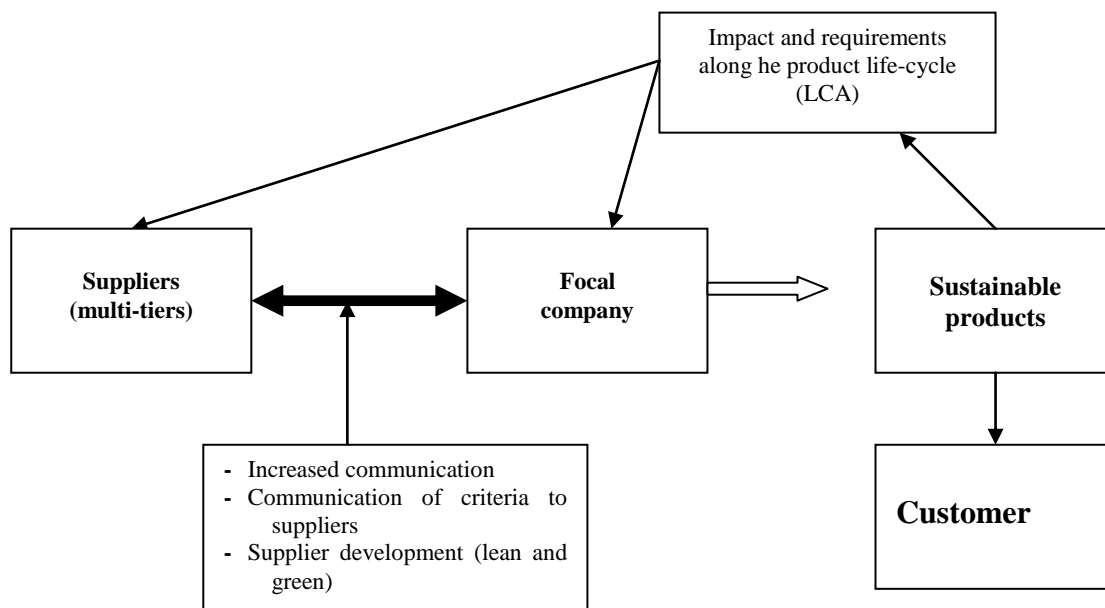 Impact and requirements
along he product life-cycle
(LCA)
Suppliers
(multi-tiers)
Focal
company
Sustainable
products
- Increased communication
- Communication of criteria to
suppliers
- Supplier development (lean and
green)
Customer